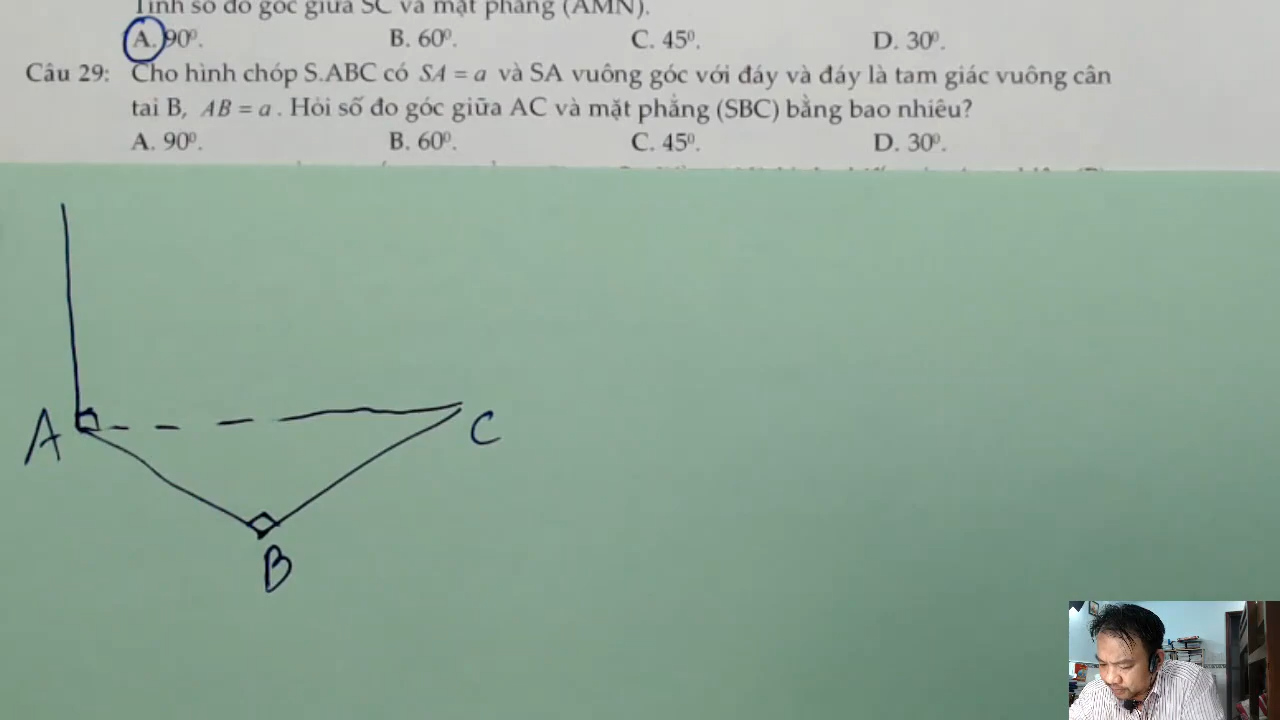 Tính số đo góc giữa SC và mặt phẳng (AMN).
A. 90⁰. B. 60⁰. C. 45⁰. D. 30⁰.
Câu 29: Cho hình chóp S.ABC có SA = a và SA vuông góc với đáy và đáy là tam giác vuông cân
tai B, AB = a. Hỏi số đo góc giữa AC và mặt phẳng (SBC) bằng bao nhiêu?
A. 90⁰. B. 60⁰. C. 45⁰. D. 30⁰.
A
C
B